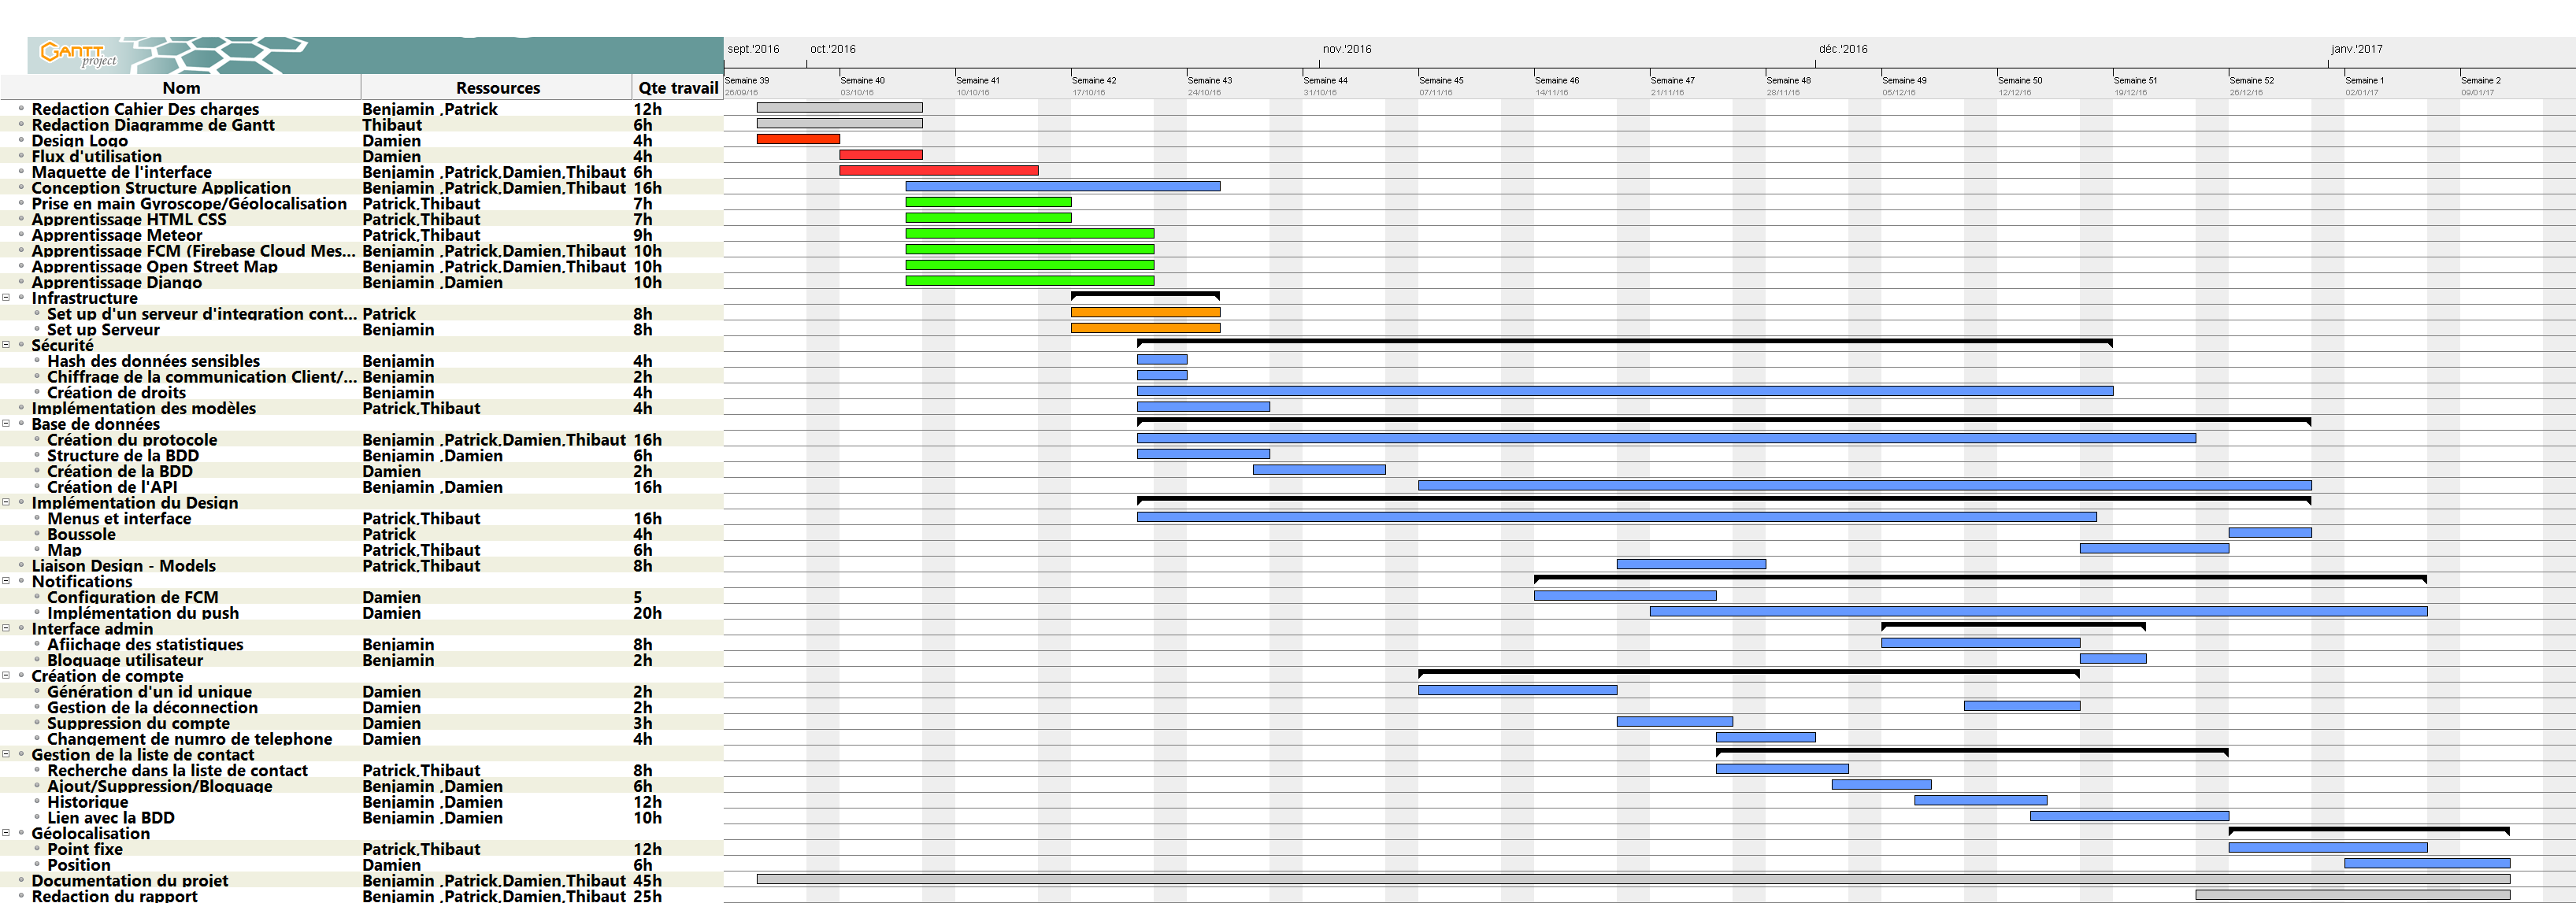 GANTT project
sept.'2016 oct.'2016 nov.'2016 déc.'2016 janv.'2017
Nom Ressources Qte travail
Semaine 39 Semaine 40 Semaine 41 Semaine 42 Semaine 43 Semaine 44 Semaine 45 Semaine 46 Semaine 47 Semaine 48 Semaine 49 Semaine 50 Semaine 51 Semaine 52 Semaine 1 Semaine 2
26/09/16 03/10/16 10/10/16 17/10/16 24/10/16 31/10/16 07/11/16 14/11/16 21/11/16 28/11/16 05/12/16 12/12/16 19/12/16 26/12/16 02/01/17 09/01/17
Redaction Cahier Des charges Benjamin ,Patrick 12h
Redaction Diagramme de Gantt Thibaut 6h
Design Logo Damien 4h
Flux d'utilisation Damien 4h
Maquette de l'interface Benjamin ,Patrick,Damien,Thibaut 6h
Conception Structure Application Benjamin ,Patrick,Damien,Thibaut 16h
Prise en main Gyroscope/Géolocalisation Patrick,Thibaut 7h
Apprentissage HTML CSS Patrick,Thibaut 7h
Apprentissage Meteor Patrick,Thibaut 9h
Apprentissage FCM (Firebase Cloud Mes... Benjamin ,Patrick,Damien,Thibaut 10h
Apprentissage Open Street Map Benjamin ,Patrick,Damien,Thibaut 10h
Apprentissage Django Benjamin ,Damien 10h
Infrastructure
Set up d'un serveur d'integration cont... Patrick 8h
Set up Serveur Benjamin 8h
Sécurité
Hash des données sensibles Benjamin 4h
Chiffrage de la communication Client/... Benjamin 2h
Création de droits Benjamin 4h
Implémentation des modèles Patrick,Thibaut 4h
Base de données
Création du protocole Benjamin ,Patrick,Damien,Thibaut 16h
Structure de la BDD Benjamin ,Damien 6h
Création de la BDD Damien 2h
Création de l'API Benjamin ,Damien 16h
Implémentation du Design
Menus et interface Patrick,Thibaut 16h
Boussole Patrick 4h
Map Patrick,Thibaut 6h
Liaison Design - Models Patrick,Thibaut 8h
Notifications
Configuration de FCM Damien 5
Implémentation du push Damien 20h
Interface admin
Afiichage des statistiques Benjamin 8h
Bloquage utilisateur Benjamin 2h
Création de compte
Génération d'un id unique Damien 2h
Gestion de la déconnection Damien 2h
Suppression du compte Damien 3h
Changement de numro de telephone Damien 4h
Gestion de la liste de contact
Recherche dans la liste de contact Patrick,Thibaut 8h
Ajout/Suppression/Bloquage Benjamin ,Damien 6h
Historique Benjamin ,Damien 12h
Lien avec la BDD Benjamin ,Damien 10h
Géolocalisation
Point fixe Patrick,Thibaut 12h
Position Damien 6h
Documentation du projet Benjamin ,Patrick,Damien,Thibaut 45h
Redaction du rapport Benjamin ,Patrick,Damien,Thibaut 25h